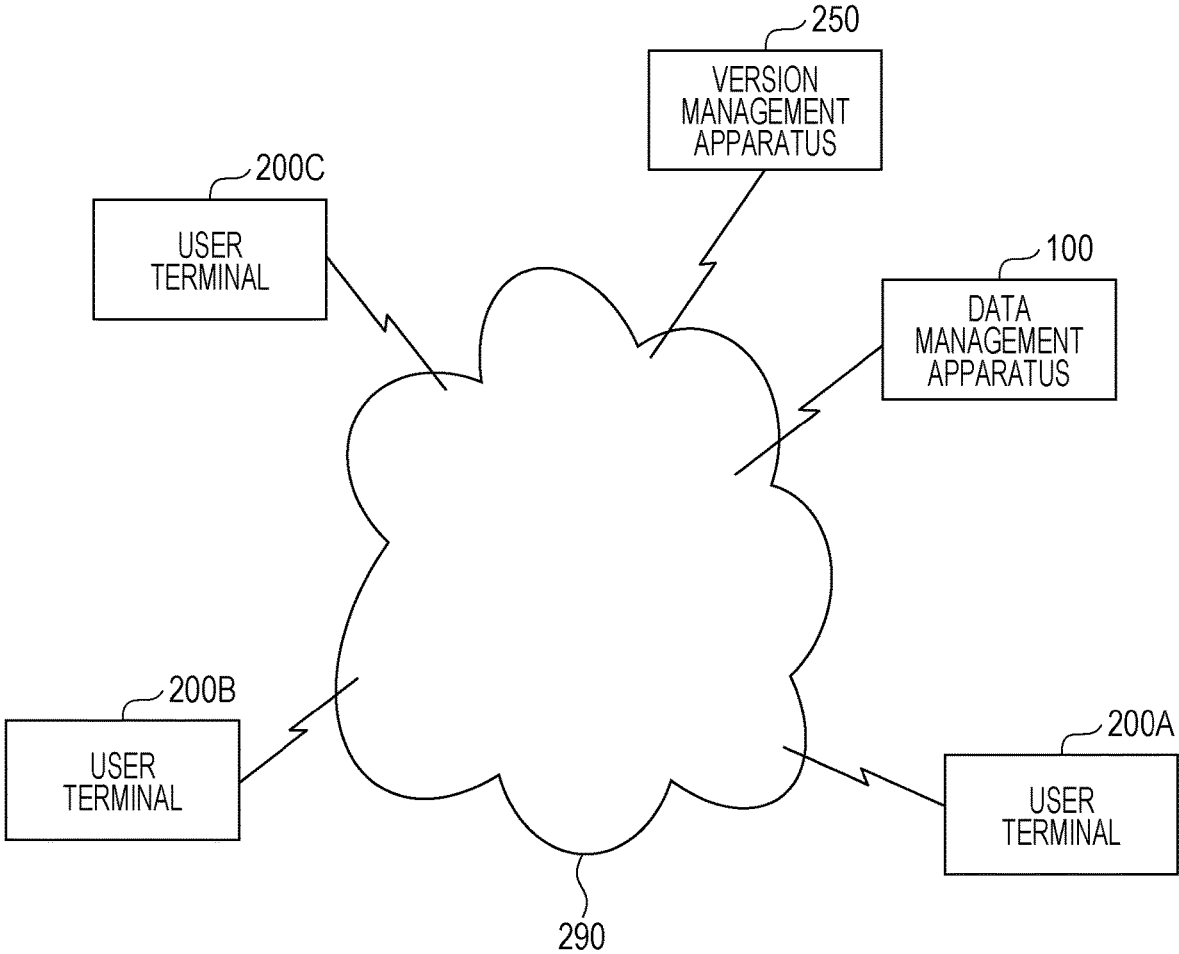 250
VERSION
MANAGEMENT
APPARATUS
200C
USER
TERMINAL
100
DATA
MANAGEMENT
APPARATUS
200B
USER
TERMINAL
200A
USER
TERMINAL
290